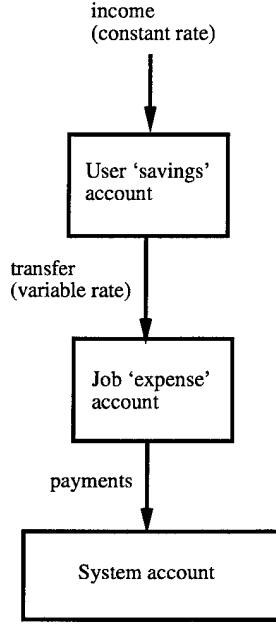 income
(constant rate)
User ‘savings’
account
transfer
(variable rate)
Job ‘expense’
account
payments
System account